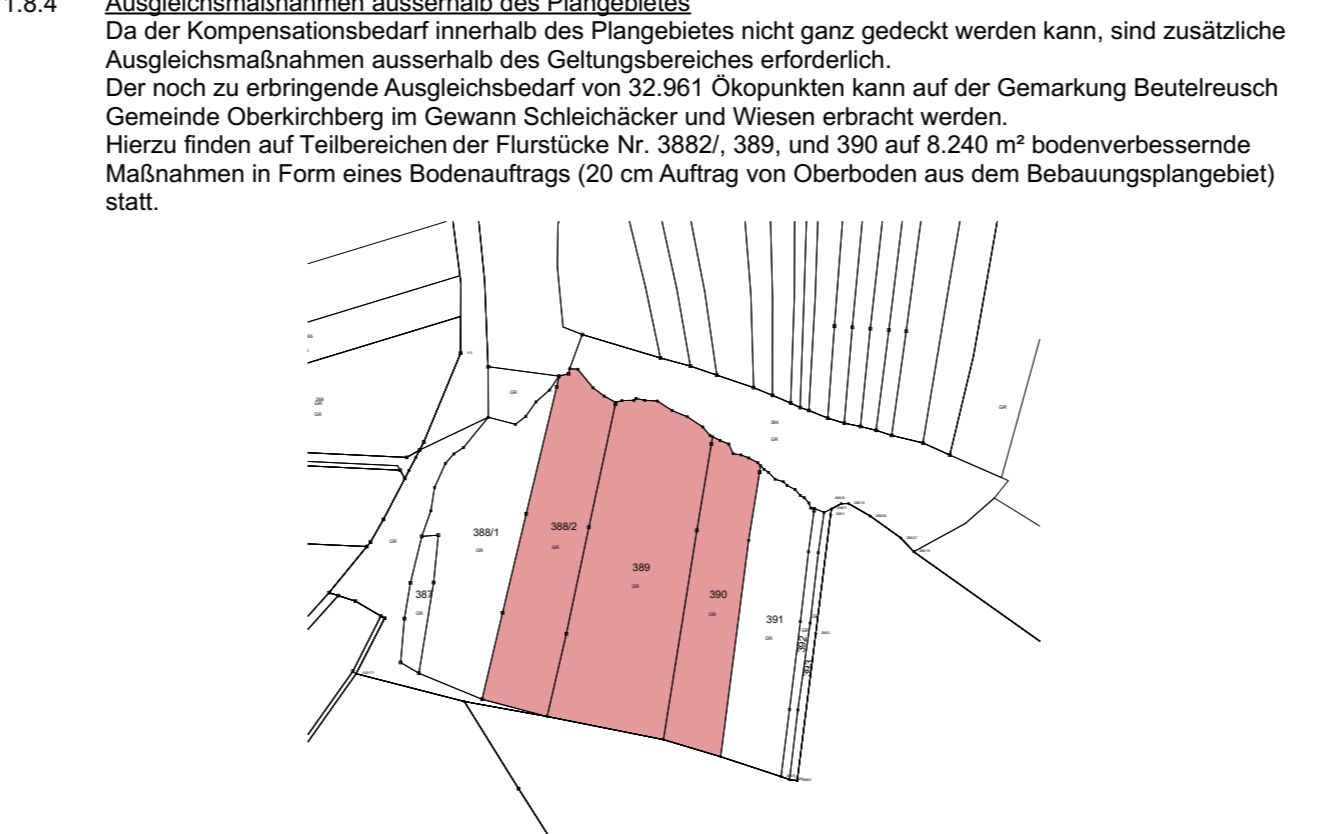 1.8.4 Ausgleichsmaßnahmen ausserhalb des Plangebietes
Da der Kompensationsbedarf innerhalb des Plangebietes nicht ganz gedeckt werden kann, sind zusätzliche
Ausgleichsmaßnahmen ausserhalb des Geltungsbereiches erforderlich.
Der noch zu erbringende Ausgleichsbedarf von 32.961 Ökopunkten kann auf der Gemarkung Beutelreusch
Gemeinde Oberkirchberg im Gewann Schleichäcker und Wiesen erbracht werden.
Hierzu finden auf Teilbereichen der Flurstücke Nr. 3882/, 389, und 390 auf 8.240 m² bodenverbessernde
Maßnahmen in Form eines Bodenauftrags (20 cm Auftrag von Oberboden aus dem Bebauungsplangebiet)
statt.
GR
GR
GR
GR
GR
388/1
GR
388/2
GR
389
GR
387
GR
390
GR
391
GR
392
393